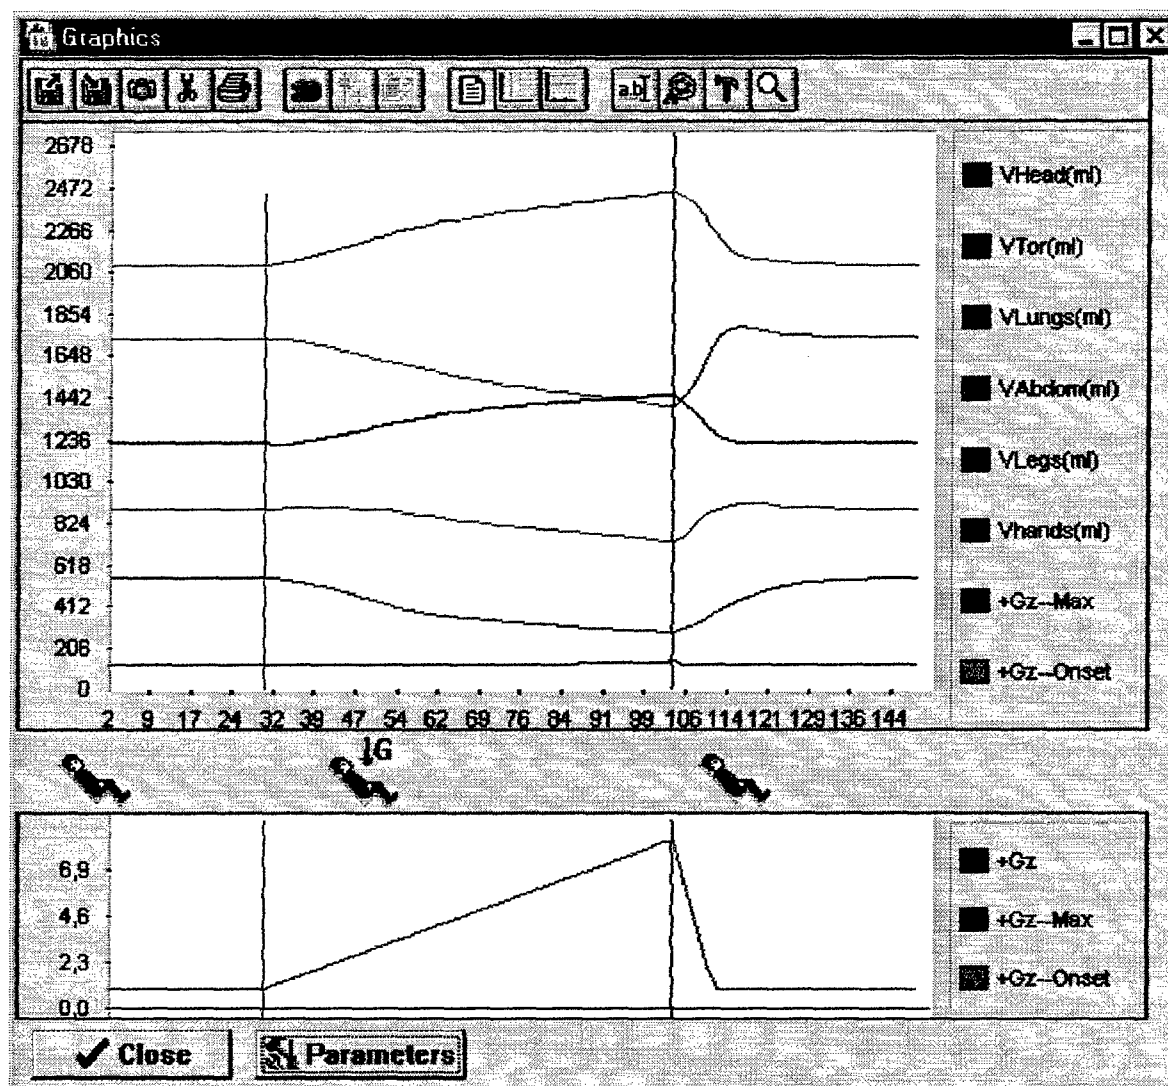 Graphics
ab
2678
2472
2266
2060
1854
1648
1442
1236
1030
824
618
412
206
0
2 9 17 24 32 39 47 54 62 69 76 84 91 99 106 114 121 129 136 144
VHead(ml)
VTor(ml)
VLungs(ml)
VAbdom(ml)
VLegs(ml)
Vhands(ml)
+Gz--Max
+Gz--Onset
G
6,9
4,6
2,3
0,0
+Gz
+Gz--Max
+Gz--Onset
Close
Parameters